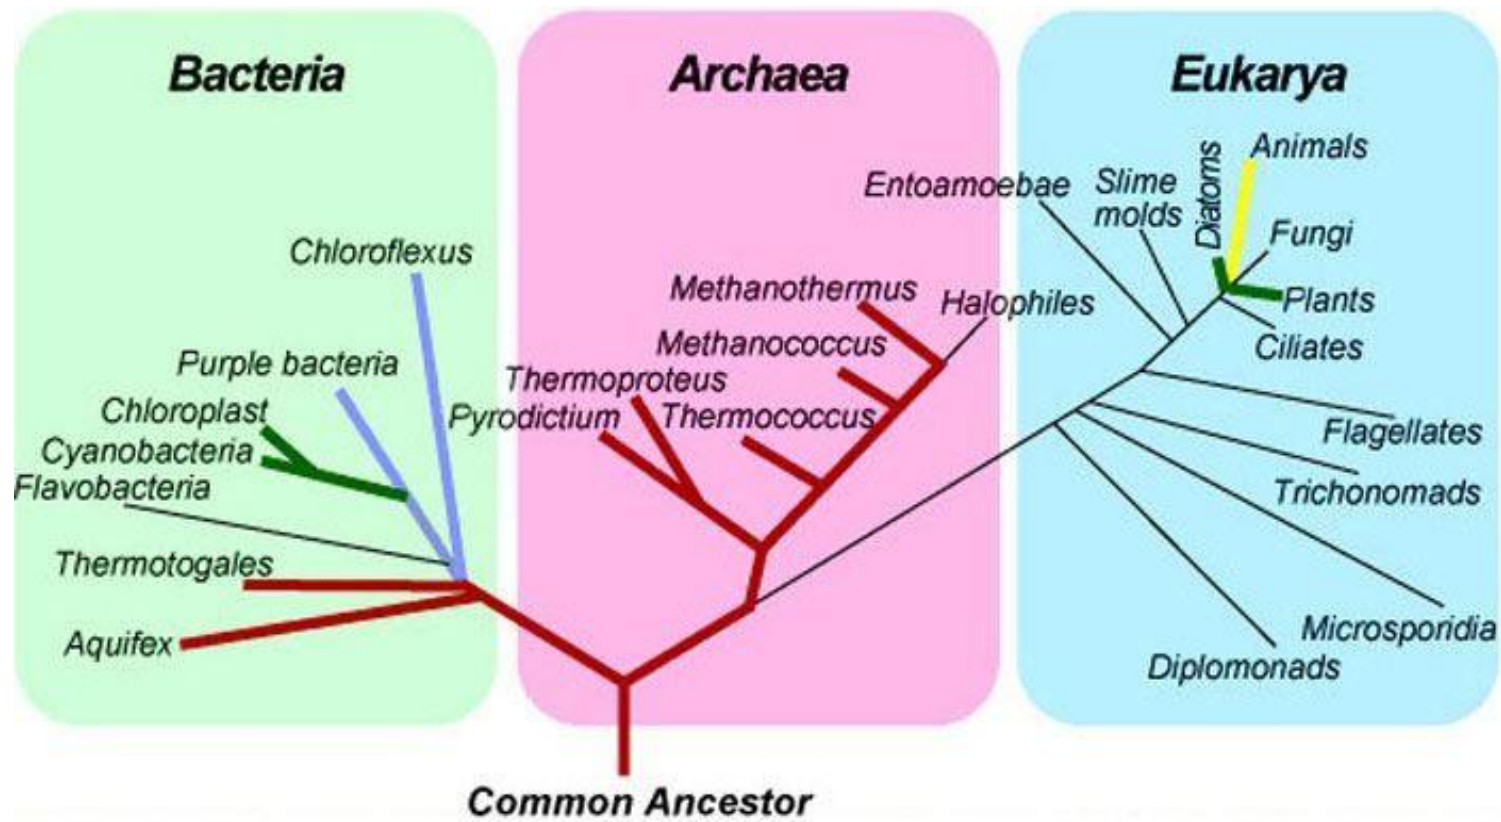 Bacteria
Archaea
Eukarya
Chloroflexus
Purple bacteria
Chloroplast
Cyanobacteria
Flavobacteria
Thermotogales
Aquifex
Methanothermus
Halophiles
Methanococcus
Thermoproteus
Pyrodictium
Thermococcus
Entoamoebae
Slime
molds
Diatoms
Animals
Fungi
Plants
Ciliates
Flagellates
Trichonomads
Microsporidia
Diplomonads
Common Ancestor